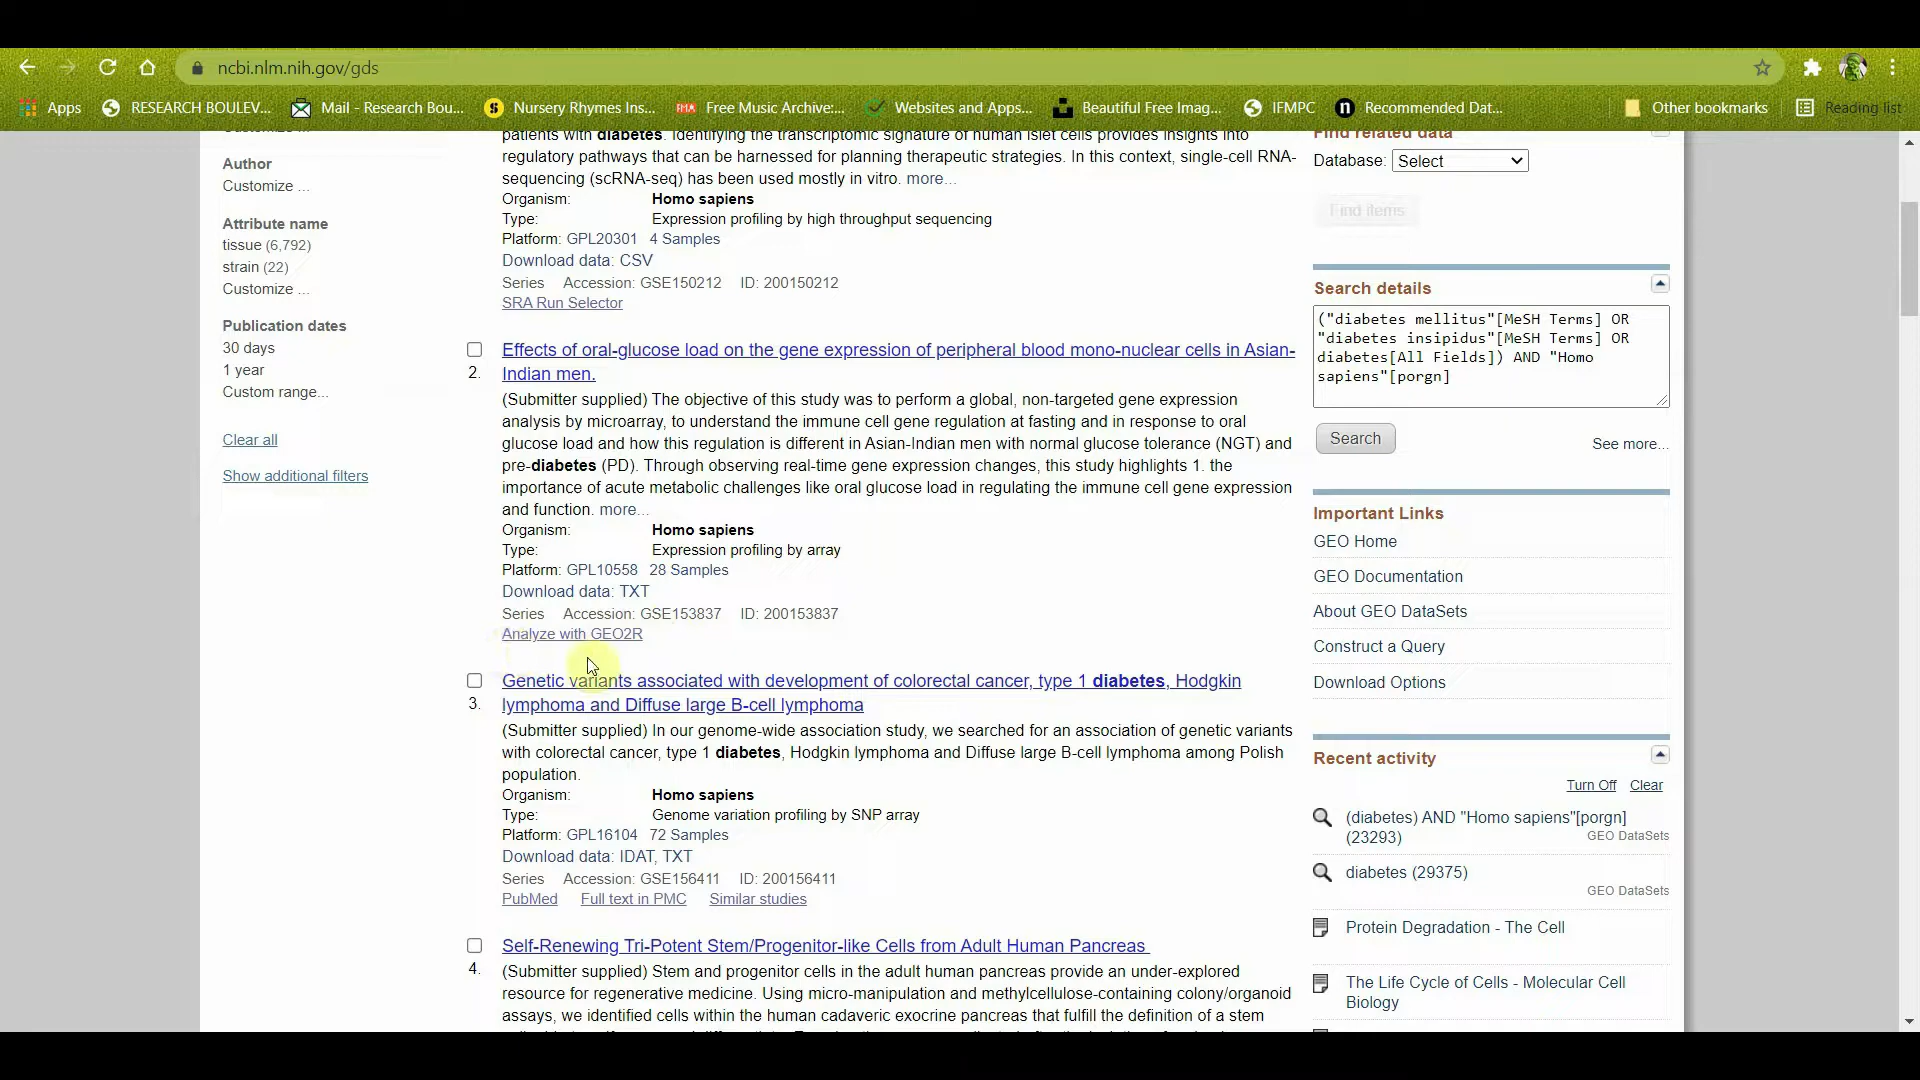 ncbi.nlm.nih.gov/gds
Apps RESEARCH BOULEV... Mail - Research Bou... Nursery Rhymes Ins... Free Music Archive:... Websites and Apps... Beautiful Free Imag... IFMPC Recommended Dat... Other bookmarks Reading list
Customize ...
Author
Customize ...
Attribute name
tissue (6,792)
strain (22)
Customize ...
Publication dates
30 days
1 year
Custom range...
Clear all
Show additional filters
patients with diabetes. Identifying the transcriptomic signature of human islet cells provides insights into
regulatory pathways that can be harnessed for planning therapeutic strategies. In this context, single-cell RNA-
sequencing (scRNA-seq) has been used mostly in vitro. more...
Organism: Homo sapiens
Type: Expression profiling by high throughput sequencing
Platform: GPL20301 4 Samples
Download data: CSV
Series Accession: GSE150212 ID: 200150212
SRA Run Selector
Effects of oral-glucose load on the gene expression of peripheral blood mono-nuclear cells in Asian-
2. Indian men.
(Submitter supplied) The objective of this study was to perform a global, non-targeted gene expression
analysis by microarray, to understand the immune cell gene regulation at fasting and in response to oral
glucose load and how this regulation is different in Asian-Indian men with normal glucose tolerance (NGT) and
pre-diabetes (PD). Through observing real-time gene expression changes, this study highlights 1. the
importance of acute metabolic challenges like oral glucose load in regulating the immune cell gene expression
and function. more...
Organism: Homo sapiens
Type: Expression profiling by array
Platform: GPL10558 28 Samples
Download data: TXT
Series Accession: GSE153837 ID: 200153837
Analyze with GEO2R
Genetic variants associated with development of colorectal cancer, type 1 diabetes, Hodgkin
3. lymphoma and Diffuse large B-cell lymphoma
(Submitter supplied) In our genome-wide association study, we searched for an association of genetic variants
with colorectal cancer, type 1 diabetes, Hodgkin lymphoma and Diffuse large B-cell lymphoma among Polish
population.
Organism: Homo sapiens
Type: Genome variation profiling by SNP array
Platform: GPL16104 72 Samples
Download data: IDAT, TXT
Series Accession: GSE156411 ID: 200156411
PubMed Full text in PMC Similar studies
Self-Renewing Tri-Potent Stem/Progenitor-like Cells from Adult Human Pancreas
4.
(Submitter supplied) Stem and progenitor cells in the adult human pancreas provide an under-explored
resource for regenerative medicine. Using micro-manipulation and methylcellulose-containing colony/organoid
assays, we identified cells within the human cadaveric exocrine pancreas that fulfill the definition of a stem
Find related data
Database: Select
Find items
Search details
("diabetes mellitus"[MeSH Terms] OR
"diabetes insipidus"[MeSH Terms] OR
diabetes[All Fields]) AND "Homo
sapiens"[porgn]
Search
See more...
Important Links
GEO Home
GEO Documentation
About GEO DataSets
Construct a Query
Download Options
Recent activity
Turn Off Clear
(diabetes) AND "Homo sapiens"[porgn]
(23293)
GEO DataSets
diabetes (29375)
GEO DataSets
Protein Degradation - The Cell
The Life Cycle of Cells - Molecular Cell
Biology